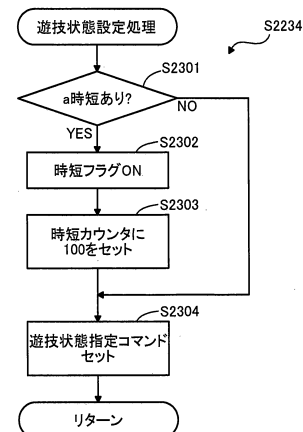 遊技状態設定処理
S2234
S2301
a時短あり?
NO
YES
S2302
時短フラグON
S2303
時短カウンタに
100をセット
S2304
遊技状態指定コマンド
セット
リターン